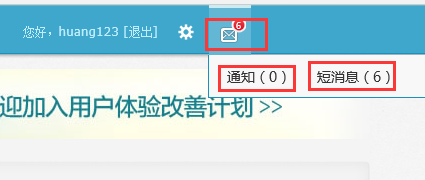 您好，huang123 [退出] 6
通知（0） 短消息（6）
迎加入用户体验改善计划 >>